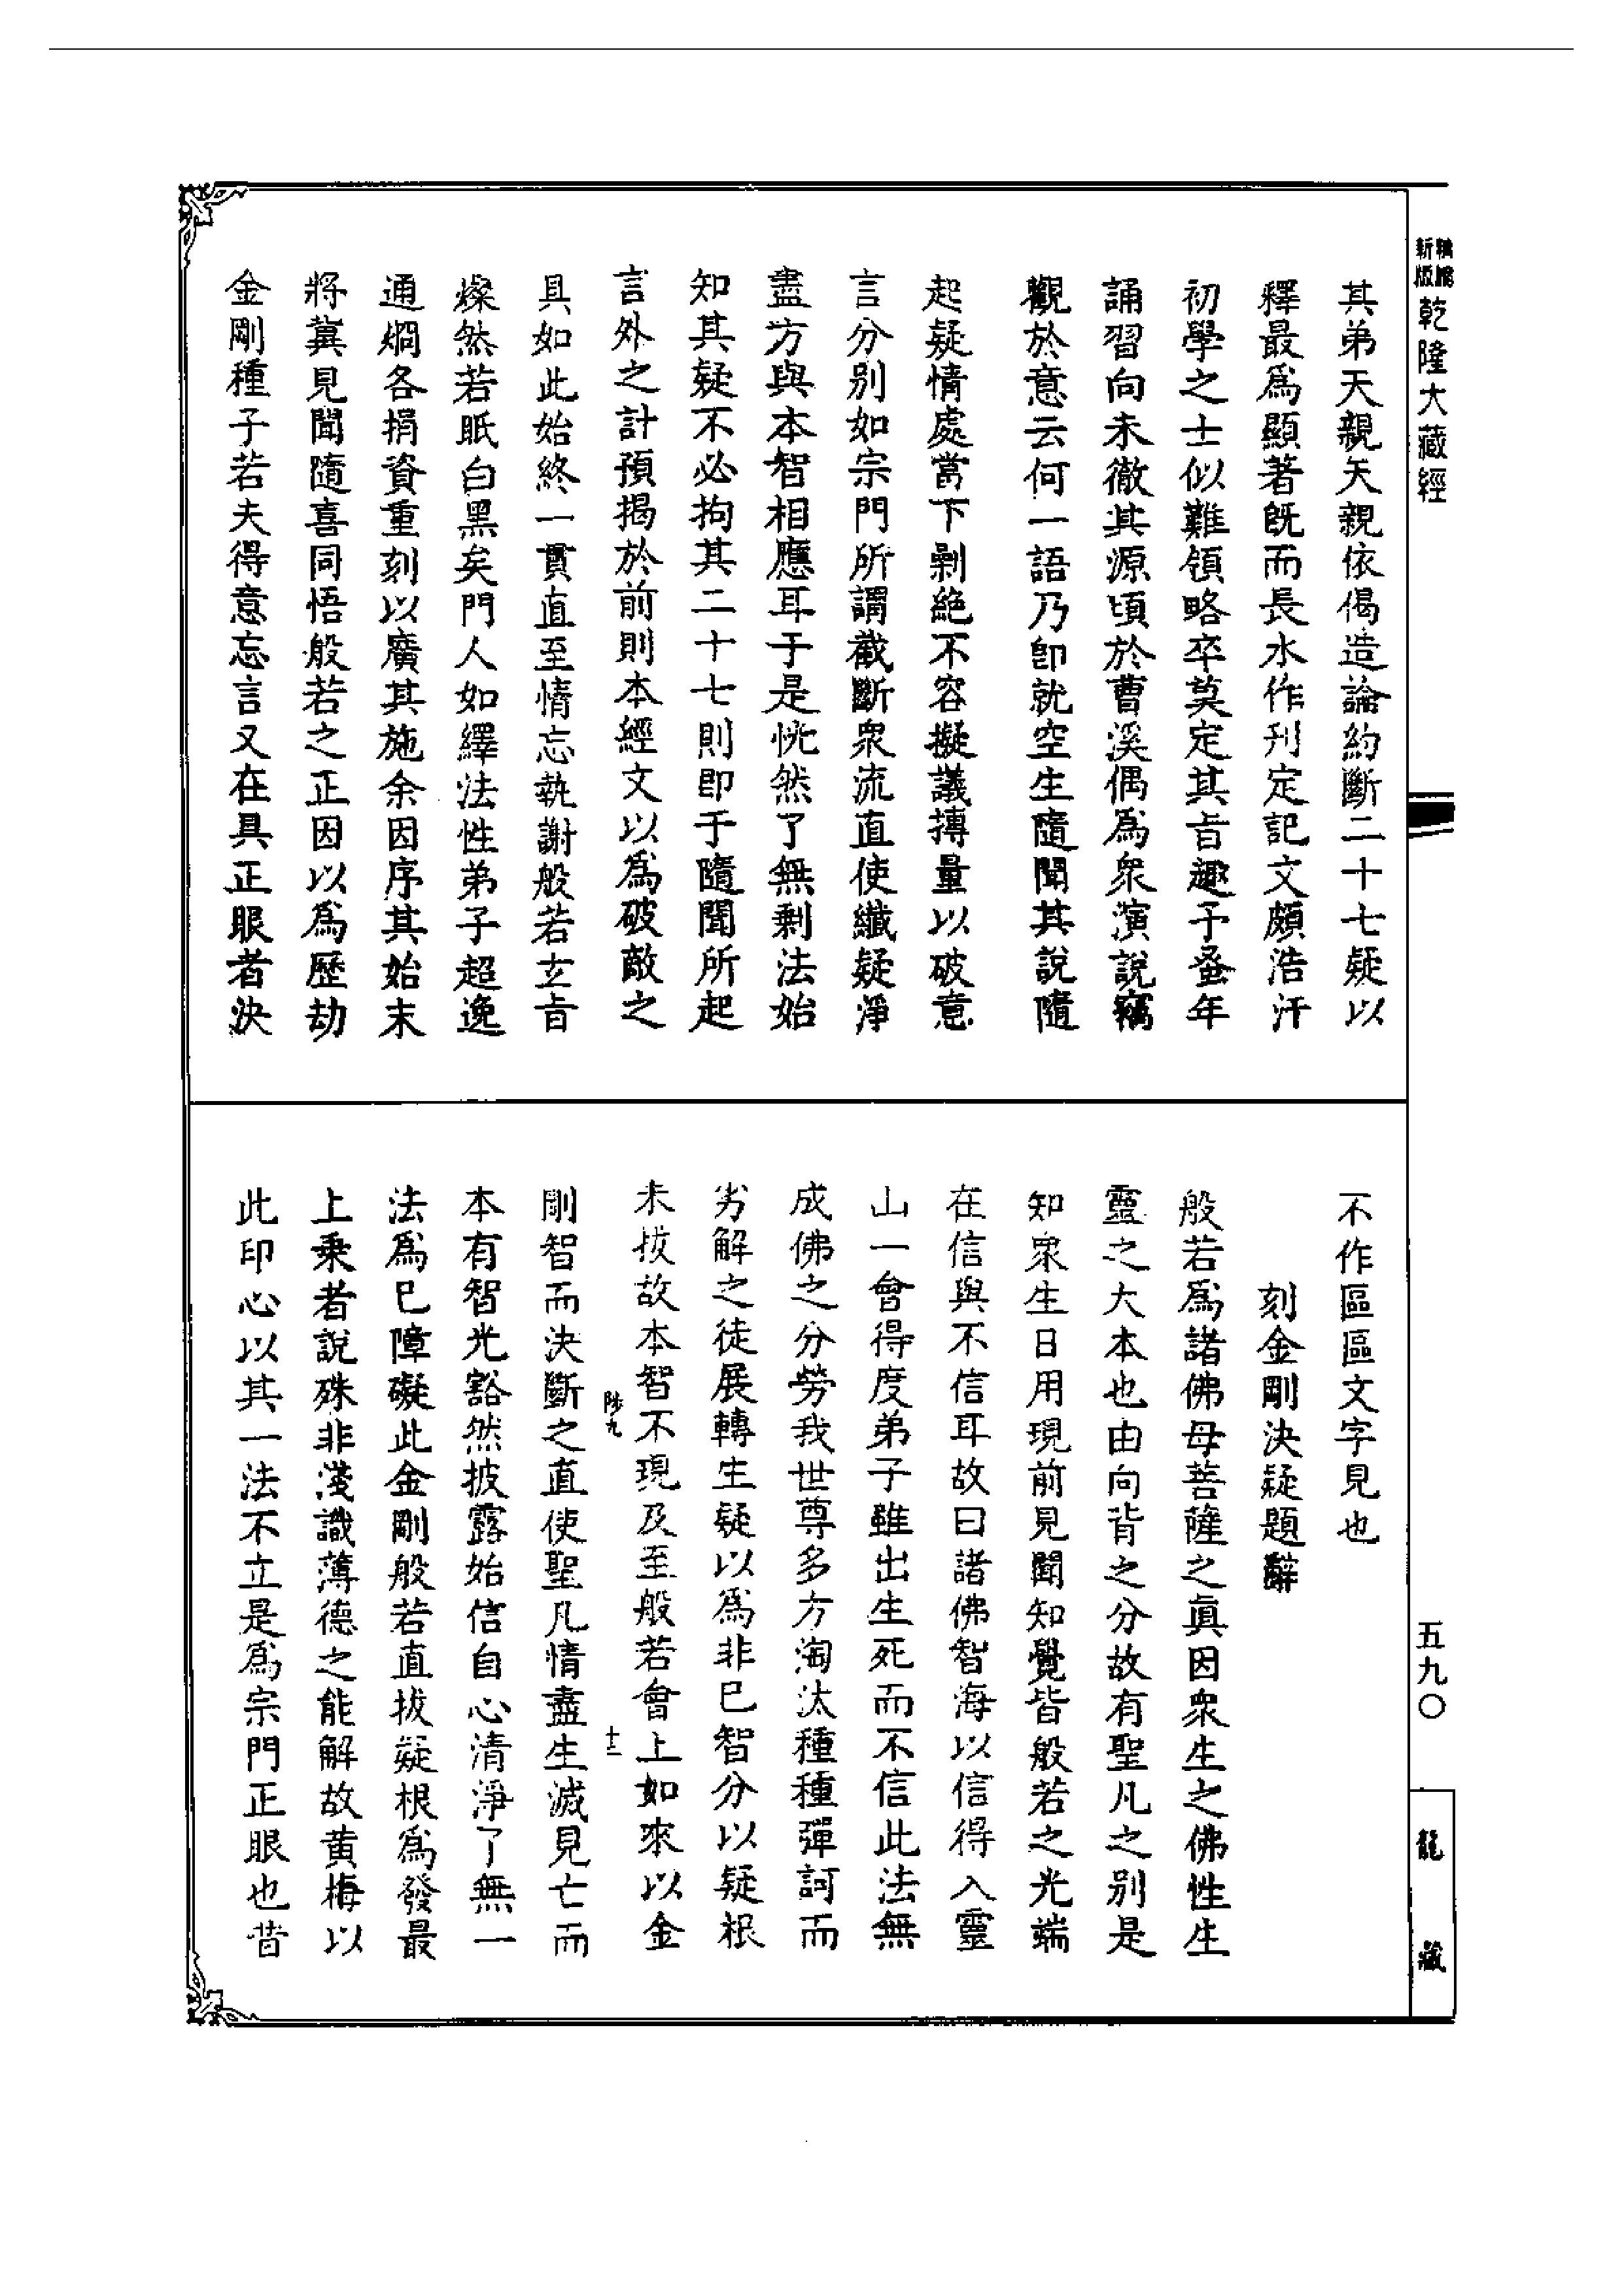 新版
乾隆大藏經
其弟天親天親依偈造論約斷二十七疑以
釋最爲顯著旣而長水作刋定記文頗浩汗
初學之士似難領略卒莫定其旨趣予蚤年
誦習向未徹其源頃於曹溪偶爲衆演說竊
觀於意云何一語乃卽就空生隨聞其說隨
起疑情處當下剿絶不容擬議摶量以破意
言分别如宗門所謂截斷衆流直使纖疑淨
盡方與本智相應耳于是恍然了無剩法始
知其疑不必拘其二十七則卽于隨聞所起
言外之計預揭於前則本經文以爲破敵之
具如此始終一貫直至情忘執謝般若玄旨
燦然若眂白黑矣門人如繹法性弟子超逸
通烱各捐資重刻以廣其施余因序其始末
將冀見聞隨喜同悟般若之正因以爲歷劫
金剛種子若夫得意忘言又在具正眼者決
不作區區文字見也
刻金剛決疑題辭
般若爲諸佛母菩薩之眞因衆生之佛性生
靈之大本也由向背之分故有聖凡之别是
知衆生日用現前見聞知覺皆般若之光端
在信與不信耳故曰諸佛智海以信得入靈
山一會得度弟子雖出生死而不信此法無
成佛之分勞我世尊多方淘汰種種彈訶而
劣解之徒展轉生疑以爲非巳智分以疑根
未拔故本智不現及至般若會上如來以金
陟九
十二
剛智而決斷之直使聖凡情盡生滅見亡而
本有智光豁然披露始信自心清淨了無一
法爲巳障礙此金剛般若直拔疑根爲發最
上乗者說殊非淺識薄德之能解故黄梅以
此印心以其一法不立是爲宗門正眼也昔
五九〇
龍藏